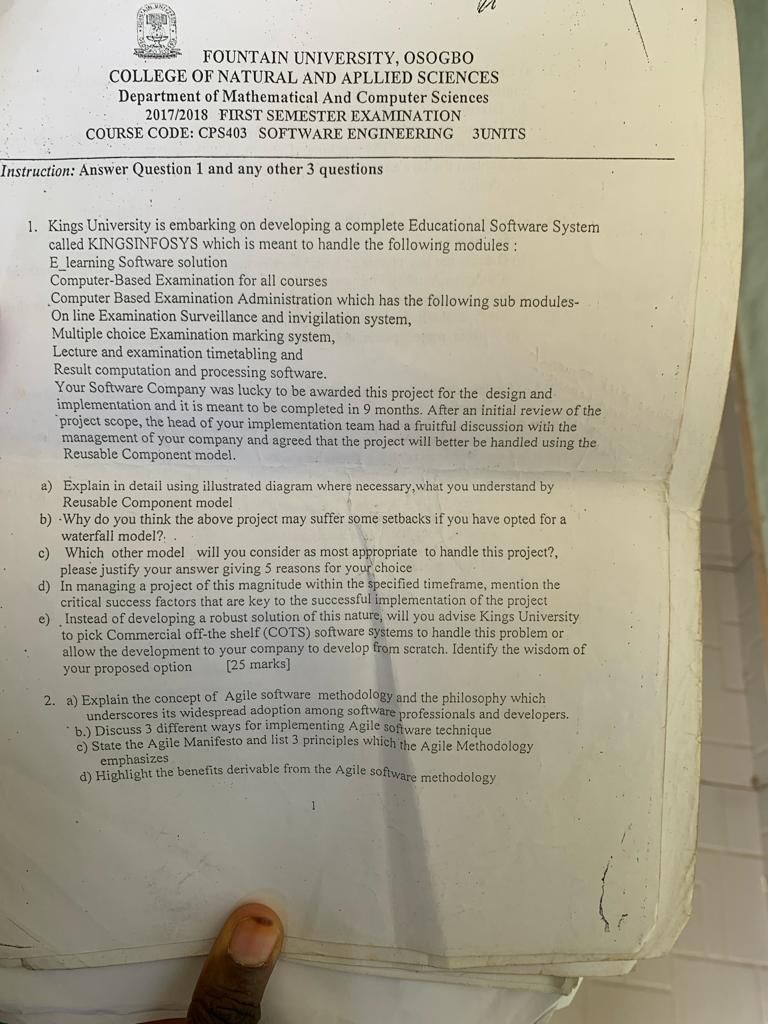 FOUNTAIN UNIVERSITY, OSOGBO
COLLEGE OF NATURAL AND APLLIED SCIENCES
Department of Mathematical And Computer Sciences
2017/2018 FIRST SEMESTER EXAMINATION
COURSE CODE: CPS403 SOFTWARE ENGINEERING 3UNITS
Instruction: Answer Question 1 and any other 3 questions
1. Kings University is embarking on developing a complete Educational Software System
called KINGSINFOSYS which is meant to handle the following modules :
E_learning Software solution
Computer-Based Examination for all courses
Computer Based Examination Administration which has the following sub modules-
On line Examination Surveillance and invigilation system,
Multiple choice Examination marking system,
Lecture and examination timetabling and
Result computation and processing software.
Your Software Company was lucky to be awarded this project for the design and
implementation and it is meant to be completed in 9 months. After an initial review of the
project scope, the head of your implementation team had a fruitful discussion with the
management of your company and agreed that the project will better be handled using the
Reusable Component model.
a) Explain in detail using illustrated diagram where necessary,what you understand by
Reusable Component model
b) Why do you think the above project may suffer some setbacks if you have opted for a
waterfall model?
c) Which other model will you consider as most appropriate to handle this project?,
please justify your answer giving 5 reasons for your choice
d) In managing a project of this magnitude within the specified timeframe, mention the
critical success factors that are key to the successful implementation of the project
e) Instead of developing a robust solution of this nature, will you advise Kings University
to pick Commercial off-the shelf (COTS) software systems to handle this problem or
allow the development to your company to develop from scratch. Identify the wisdom of
your proposed option [25 marks]
2. a) Explain the concept of Agile software methodology and the philosophy which
underscores its widespread adoption among software professionals and developers.
b.) Discuss 3 different ways for implementing Agile software technique
c) State the Agile Manifesto and list 3 principles which the Agile Methodology
emphasizes
d) Highlight the benefits derivable from the Agile software methodology
1